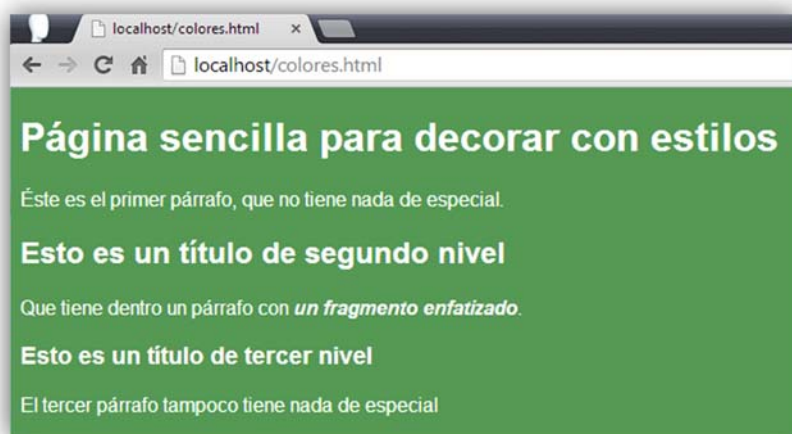 localhost/colores.html
localhost/colores.html
Página sencilla para decorar con estilos
Éste es el primer párrafo, que no tiene nada de especial.
Esto es un título de segundo nivel
Que tiene dentro un párrafo con un fragmento enfatizado.
Esto es un título de tercer nivel
El tercer párrafo tampoco tiene nada de especial